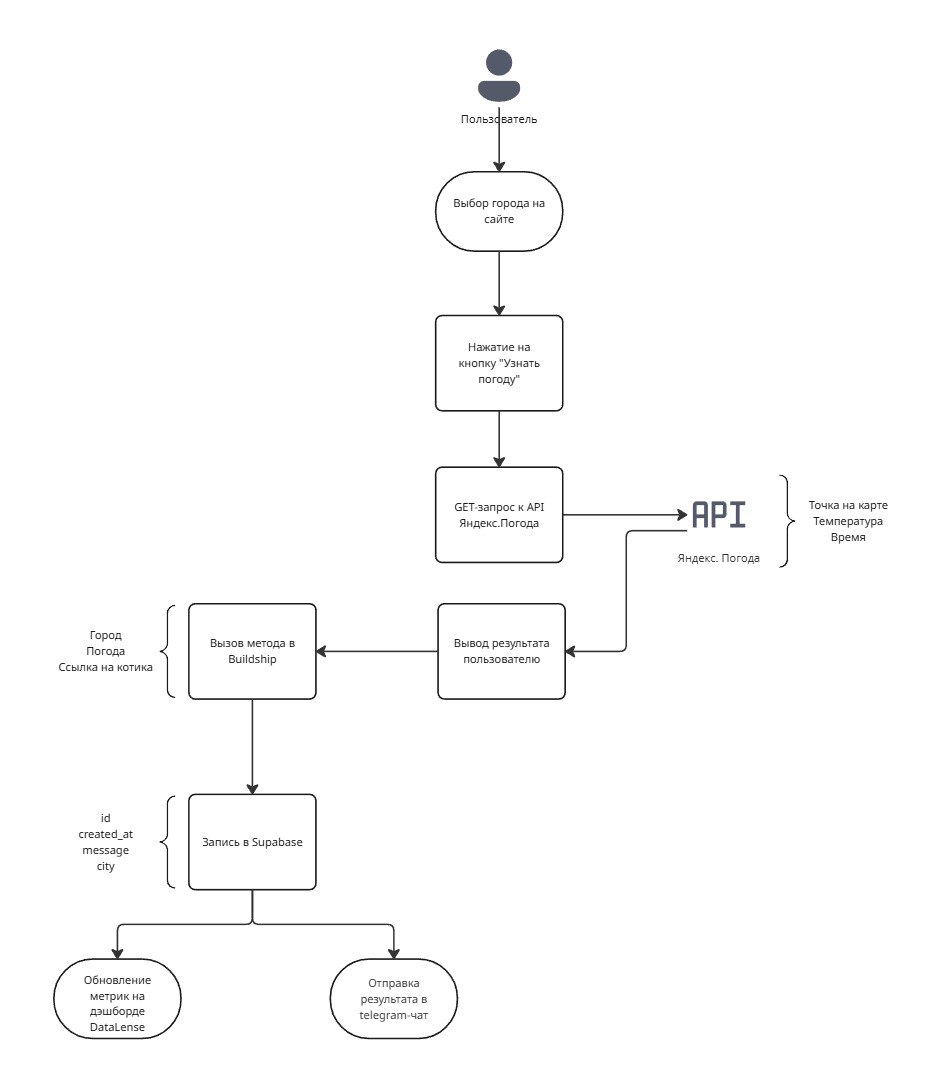 Пользователь
Выбор города на
сайте
Нажатие на
кнопку "Узнать
погоду"
GET-запрос к API
Яндекс.Погода
API
Яндекс. Погода
Точка на карте
Температура
Время
Вывод результата
пользователю
Вызов метода в
Buildship
Город
Погода
Ссылка на котика
Запись в Supabase
id
created_at
message
city
Обновление
метрик на
дэшборде
DataLense
Отправка
результата в
telegram-чат